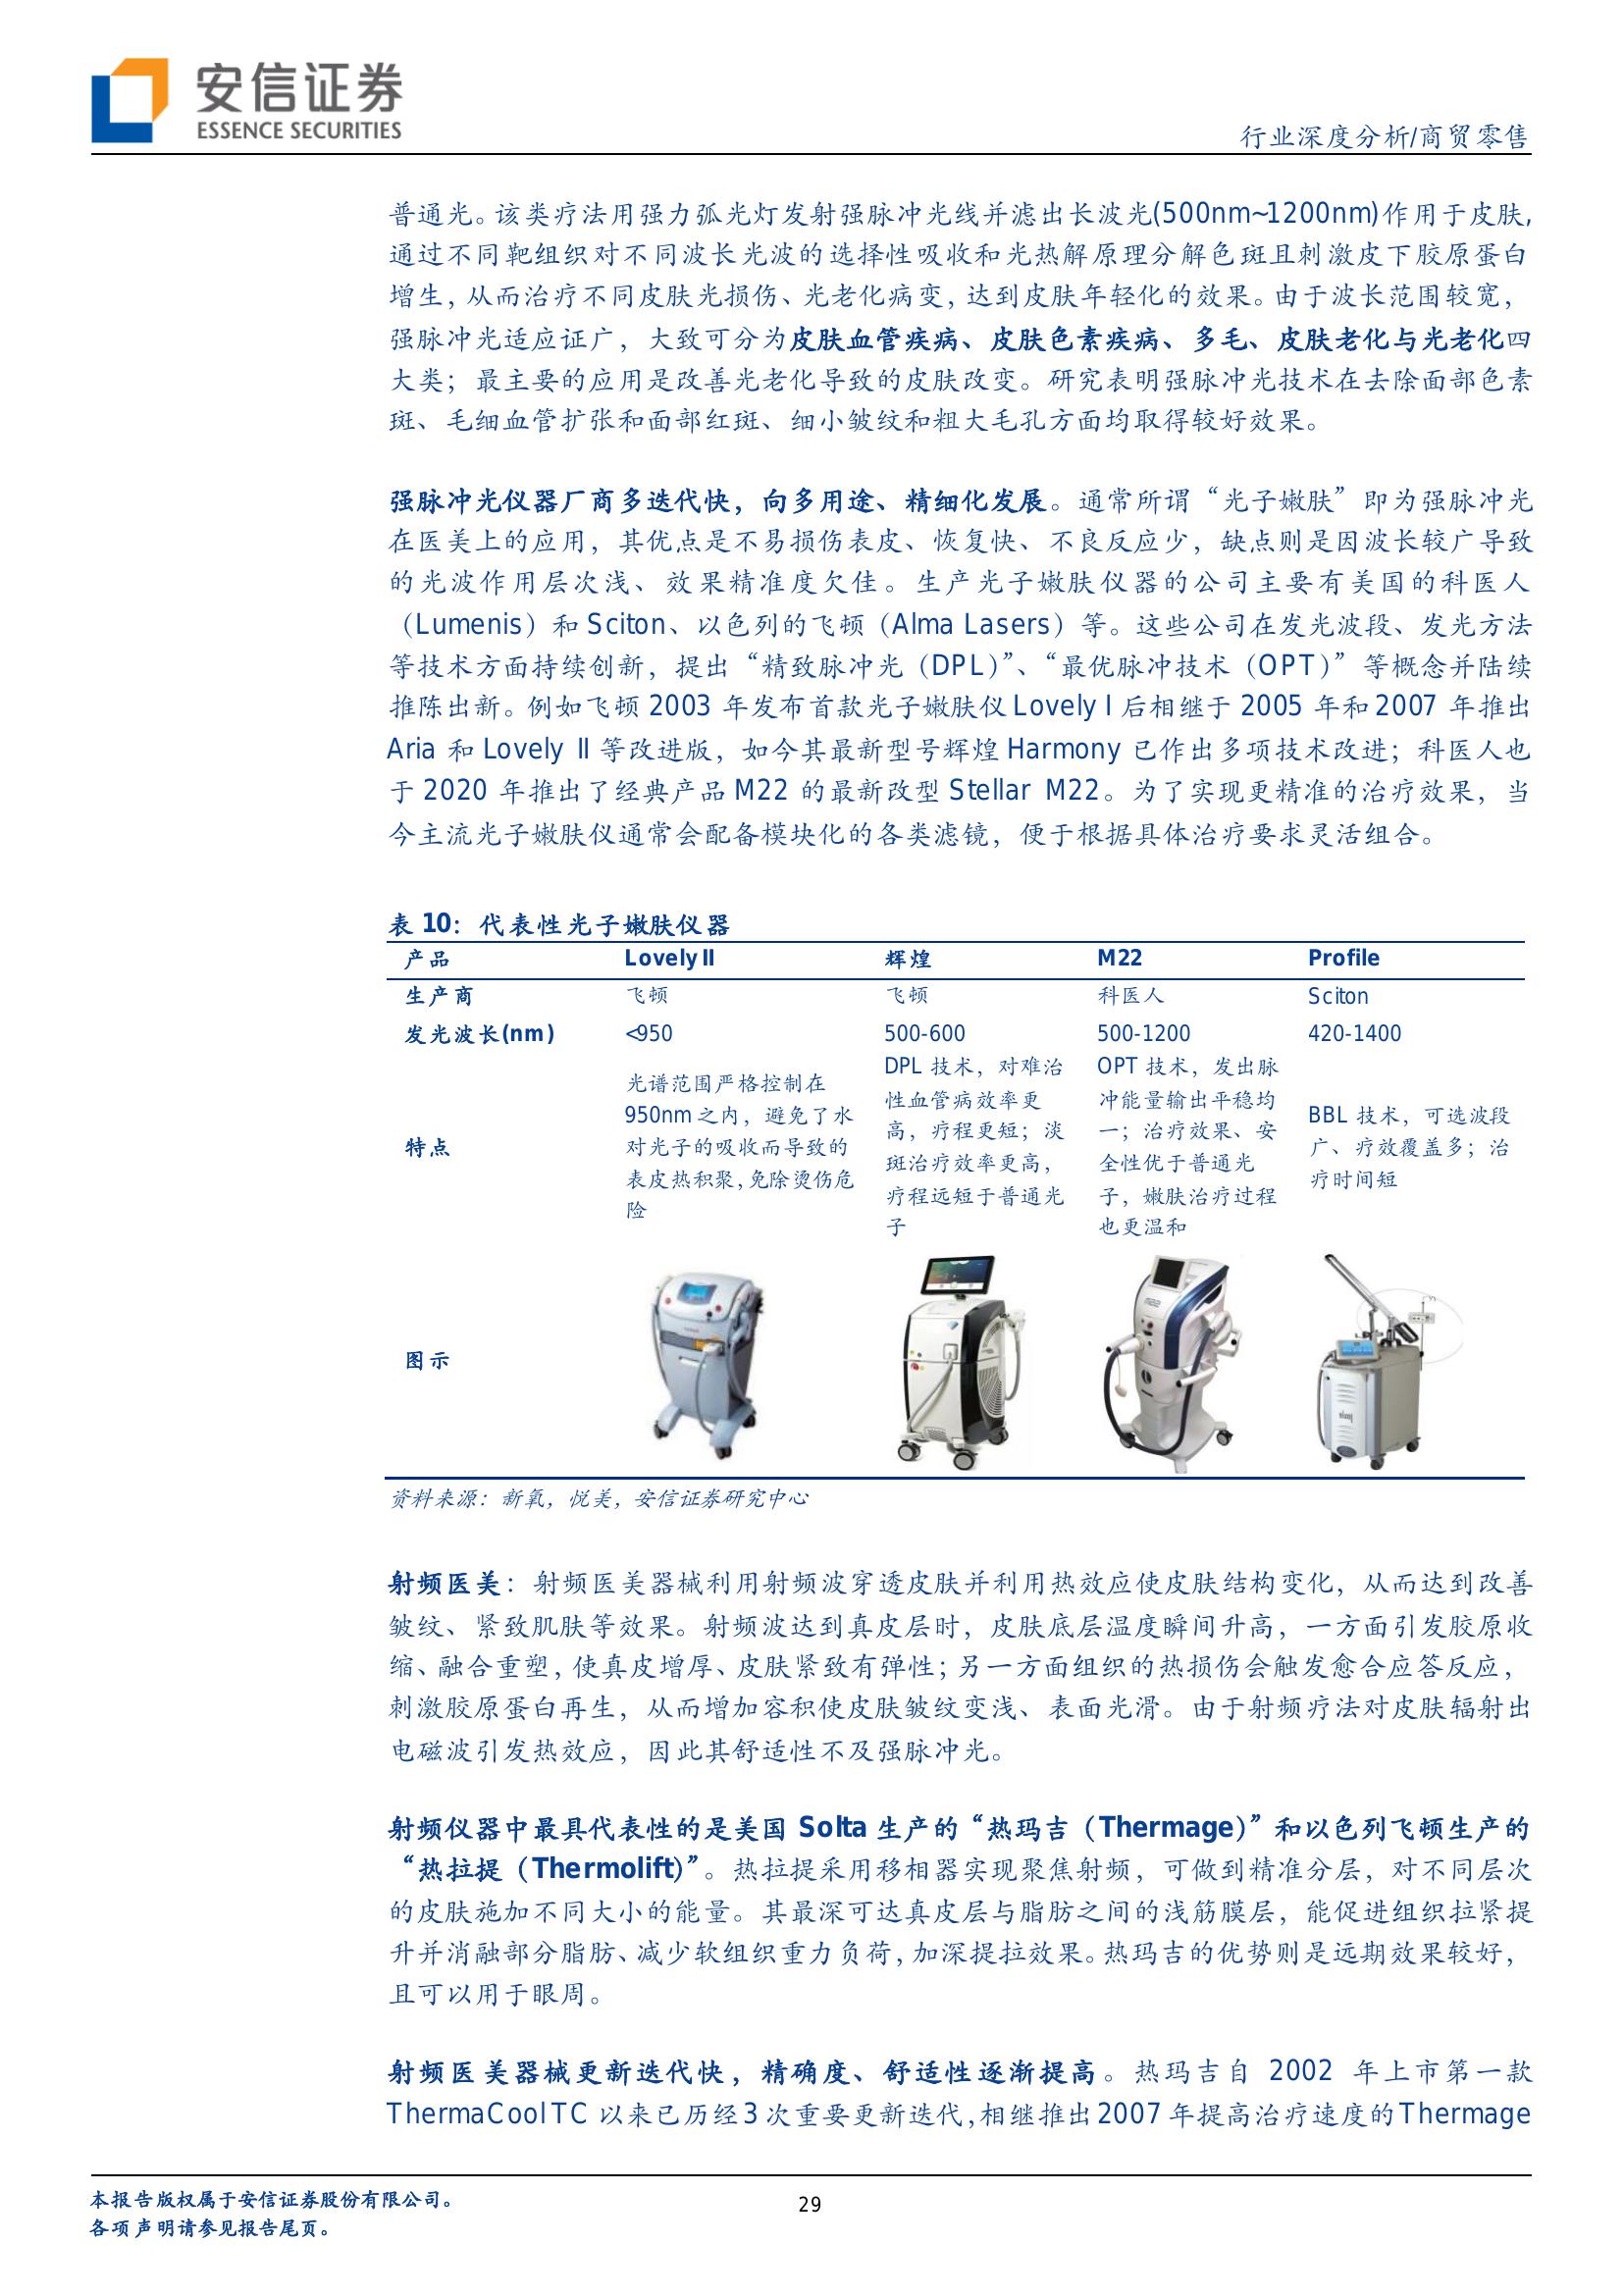 安信证券
ESSENCE SECURITIES
行业深度分析/商贸零售
普通光。该类疗法用强力弧光灯发射强脉冲光线并滤出长波光(500nm~1200nm)作用于皮肤,
通过不同靶组织对不同波长光波的选择性吸收和光热解原理分解色斑且刺激皮下胶原蛋白
增生，从而治疗不同皮肤光损伤、光老化病变，达到皮肤年轻化的效果。由于波长范围较宽，
强脉冲光适应证广，大致可分为皮肤血管疾病、皮肤色素疾病、多毛、皮肤老化与光老化四
大类；最主要的应用是改善光老化导致的皮肤改变。研究表明强脉冲光技术在去除面部色素
斑、毛细血管扩张和面部红斑、细小皱纹和粗大毛孔方面均取得较好效果。
强脉冲光仪器厂商多迭代快，向多用途、精细化发展。通常所谓“光子嫩肤”即为强脉冲光
在医美上的应用，其优点是不易损伤表皮、恢复快、不良反应少，缺点则是因波长较广导致
的光波作用层次浅、效果精准度欠佳。生产光子嫩肤仪器的公司主要有美国的科医人
（Lumenis）和 Sciton、以色列的飞顿（Alma Lasers）等。这些公司在发光波段、发光方法
等技术方面持续创新，提出“精致脉冲光（DPL）”、“最优脉冲技术（OPT）”等概念并陆续
推陈出新。例如飞顿 2003 年发布首款光子嫩肤仪 Lovely I 后相继于 2005 年和 2007 年推出
Aria 和 Lovely II 等改进版，如今其最新型号辉煌 Harmony 已作出多项技术改进；科医人也
于 2020 年推出了经典产品 M22 的最新改型 Stellar M22。为了实现更精准的治疗效果，当
今主流光子嫩肤仪通常会配备模块化的各类滤镜，便于根据具体治疗要求灵活组合。
表 10：代表性光子嫩肤仪器
产品 Lovely II 辉煌 M22 Profile
生产商 飞顿 飞顿 科医人 Sciton
发光波长(nm) <950 500-600 500-1200 420-1400
特点
光谱范围严格控制在
950nm 之内，避免了水
对光子的吸收而导致的
表皮热积聚，免除烫伤危
险
DPL 技术，对难治
性血管病效率更
高，疗程更短；淡
斑治疗效率更高，
疗程远短于普通光
子
OPT 技术，发出脉
冲能量输出平稳均
一；治疗效果、安
全性优于普通光
子，嫩肤治疗过程
也更温和
BBL 技术，可选波段
广、疗效覆盖多；治
疗时间短
图示
资料来源：新氧，悦美，安信证券研究中心
射频医美：射频医美器械利用射频波穿透皮肤并利用热效应使皮肤结构变化，从而达到改善
皱纹、紧致肌肤等效果。射频波达到真皮层时，皮肤底层温度瞬间升高，一方面引发胶原收
缩、融合重塑，使真皮增厚、皮肤紧致有弹性；另一方面组织的热损伤会触发愈合应答反应，
刺激胶原蛋白再生，从而增加容积使皮肤皱纹变浅、表面光滑。由于射频疗法对皮肤辐射出
电磁波引发热效应，因此其舒适性不及强脉冲光。
射频仪器中最具代表性的是美国 Solta 生产的“热玛吉（Thermage）”和以色列飞顿生产的
“热拉提（Thermolift）”。热拉提采用移相器实现聚焦射频，可做到精准分层，对不同层次
的皮肤施加不同大小的能量。其最深可达真皮层与脂肪之间的浅筋膜层，能促进组织拉紧提
升并消融部分脂肪、减少软组织重力负荷，加深提拉效果。热玛吉的优势则是远期效果较好，
且可以用于眼周。
射频医美器械更新迭代快，精确度、舒适性逐渐提高。热玛吉自 2002 年上市第一款
ThermaCool TC 以来已历经 3 次重要更新迭代，相继推出 2007 年提高治疗速度的 Thermage
本报告版权属于安信证券股份有限公司。
29
各项声明请参见报告尾页。